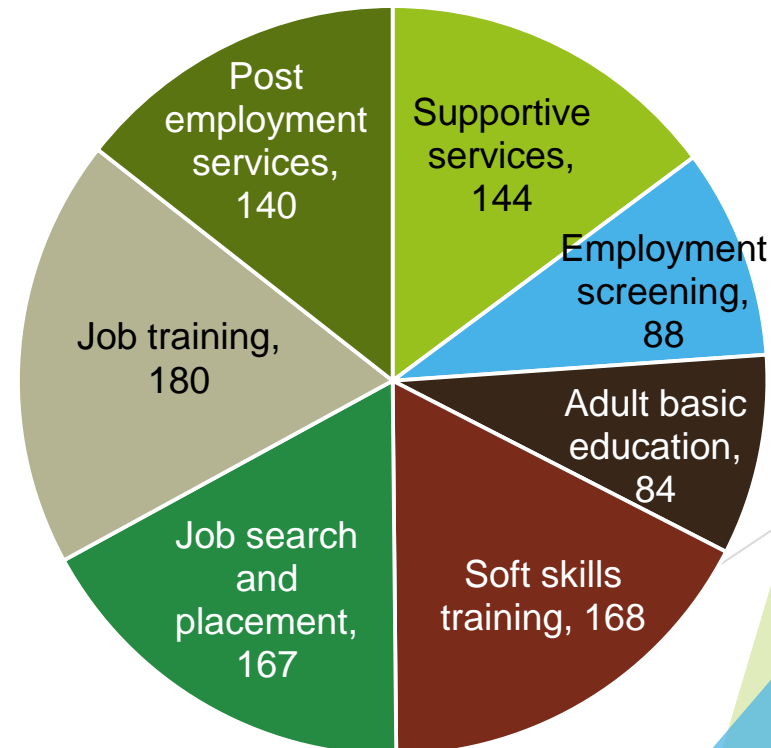 Post
employment
services,
140
Supportive
services,
144
Employment
screening,
88
Adult basic
education,
84
Soft skills
training, 168
Job search
and
placement,
167
Job training,
180